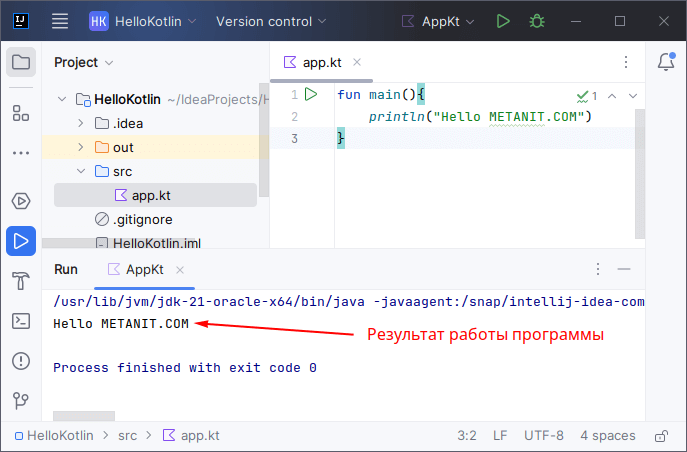 IJ HK HelloKotlin Version control AppKt
Project
app.kt
HelloKotlin ~/IdeaProjects/H
.idea
out
src
app.kt
.gitignore
HelloKotlin.iml
1 fun main(){ 1
2 println("Hello METANIT.COM")
3 }
Run AppKt
/usr/lib/jvm/jdk-21-oracle-x64/bin/java -javaagent:/snap/intellij-idea-com
Hello METANIT.COM
Результат работы программы
Process finished with exit code 0
HelloKotlin src app.kt 3:2 LF UTF-8 4 spaces